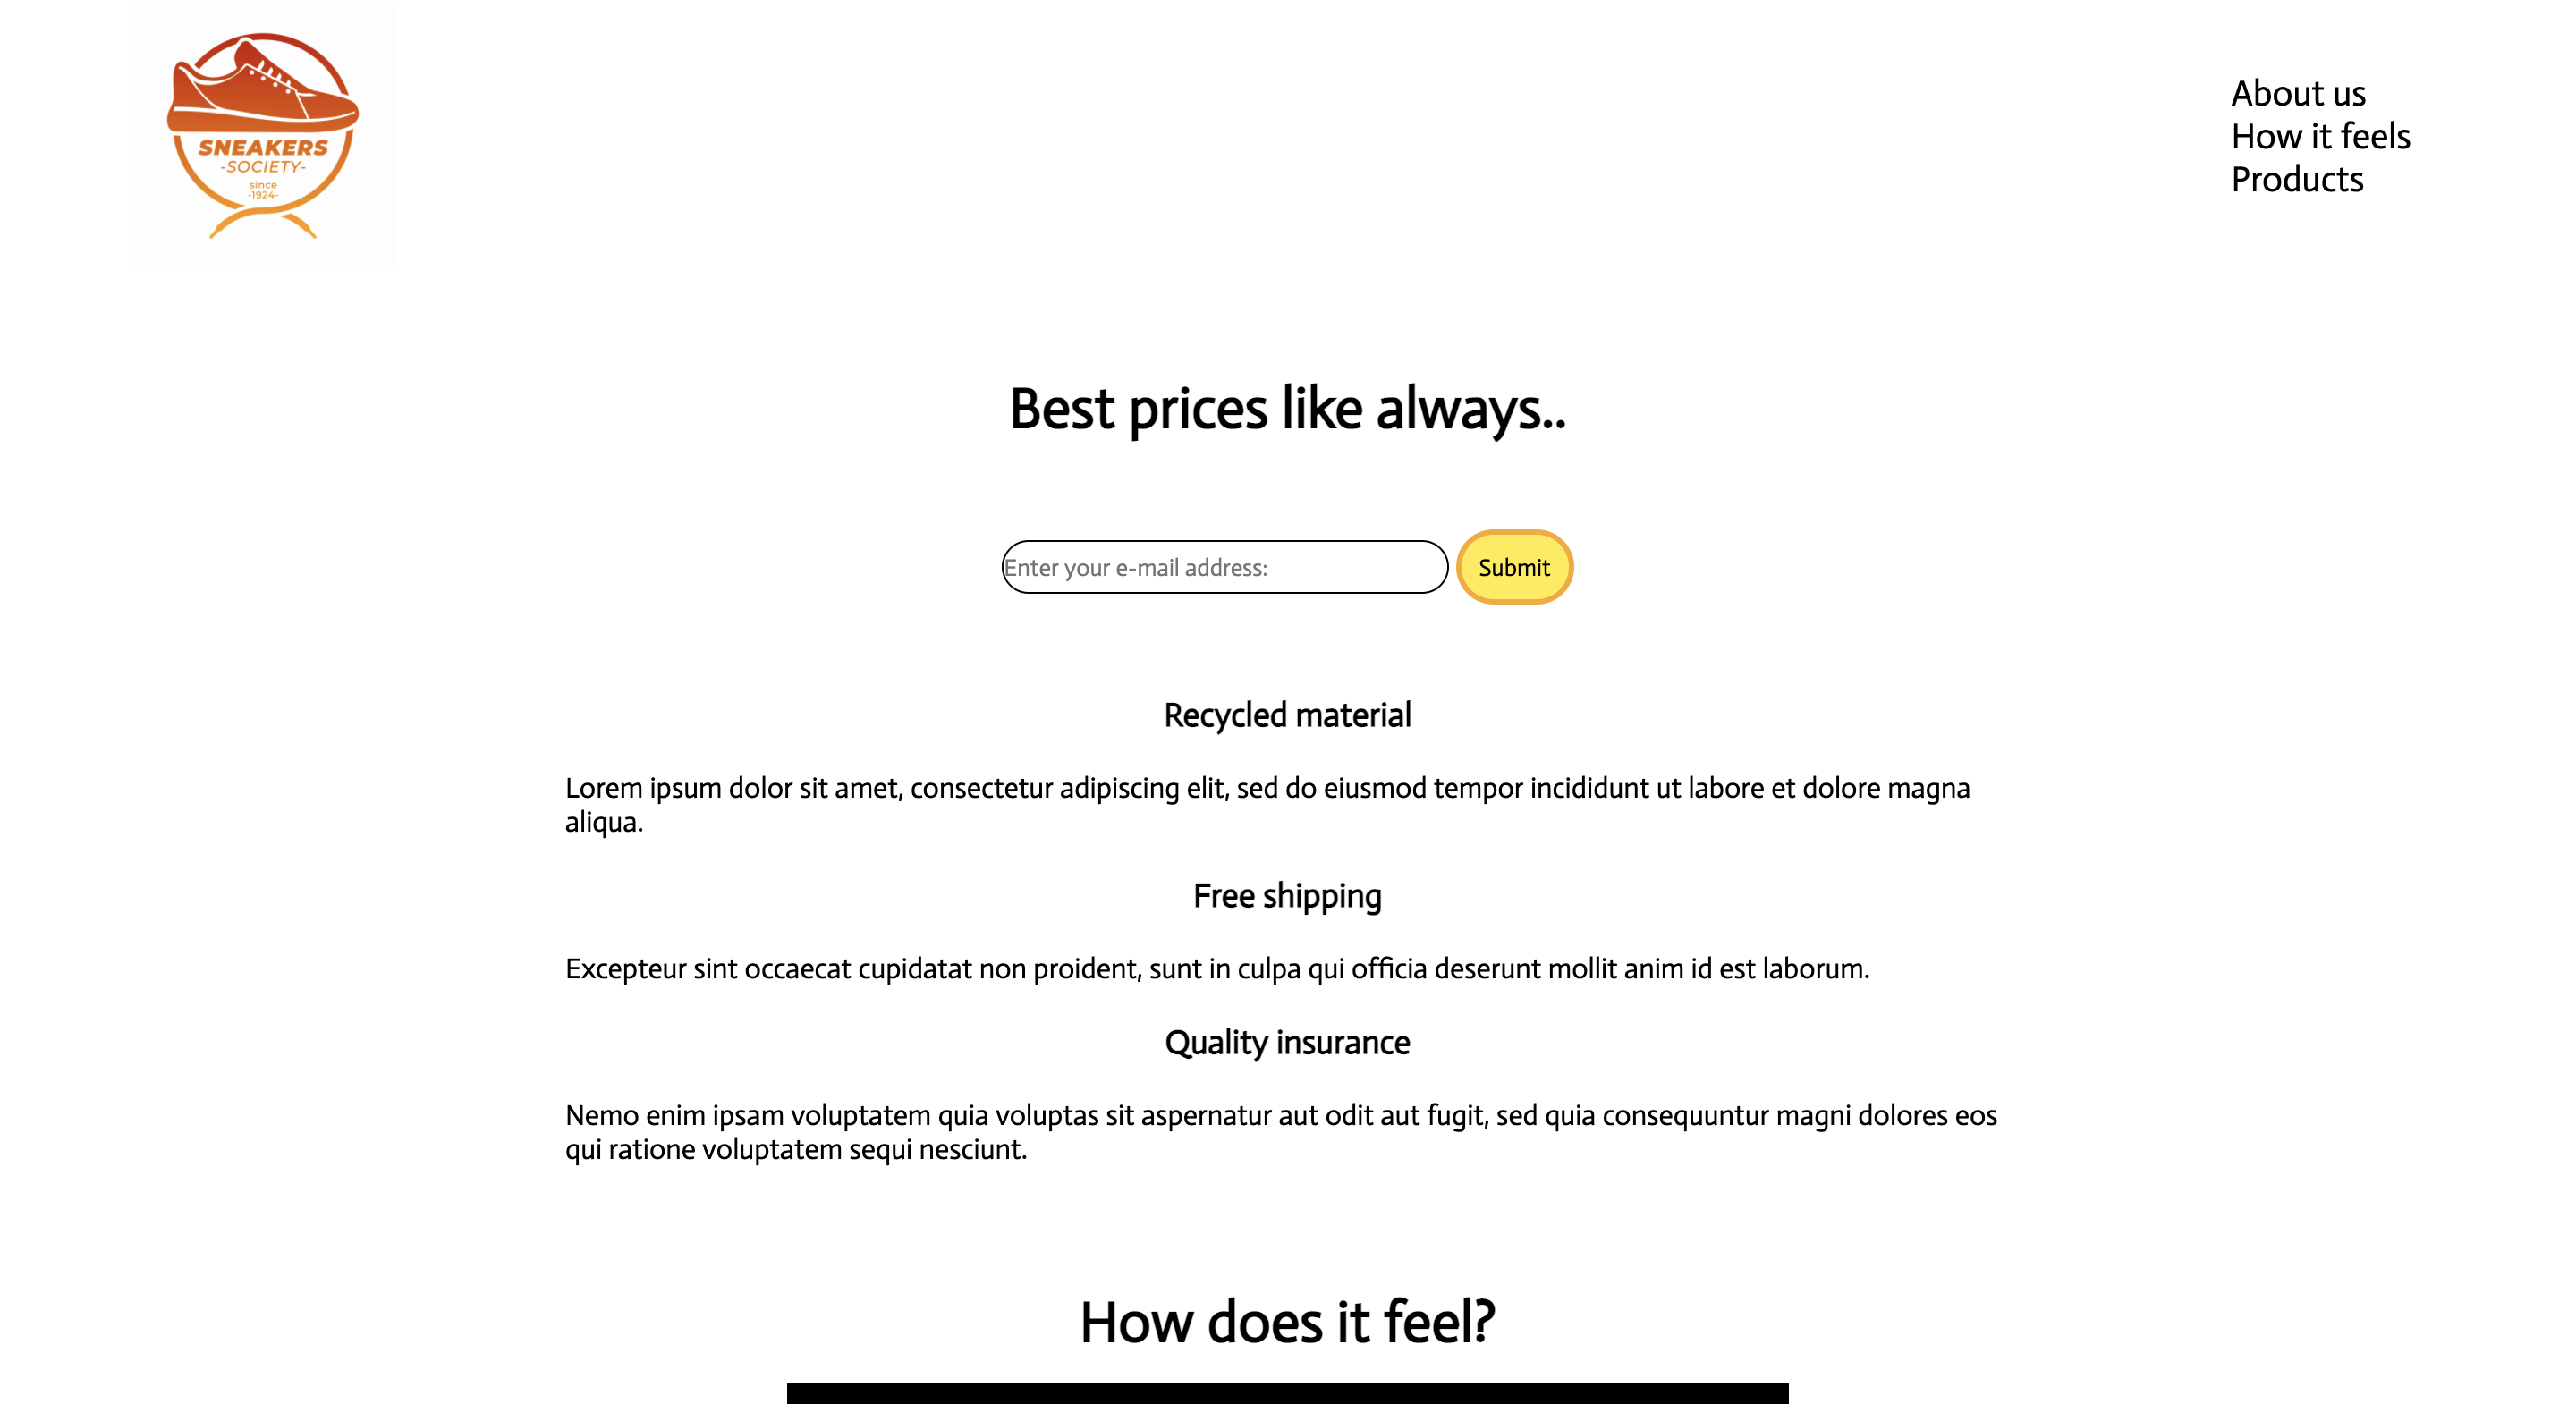 SNEAKERS
-SOCIETY-
since
-1924-
About us
How it feels
Products
Best prices like always..
Enter your e-mail address:
Submit
Recycled material
Lorem ipsum dolor sit amet, consectetur adipiscing elit, sed do eiusmod tempor incididunt ut labore et dolore magna
aliqua.
Free shipping
Excepteur sint occaecat cupidatat non proident, sunt in culpa qui officia deserunt mollit anim id est laborum.
Quality insurance
Nemo enim ipsam voluptatem quia voluptas sit aspernatur aut odit aut fugit, sed quia consequuntur magni dolores eos
qui ratione voluptatem sequi nesciunt.
How does it feel?